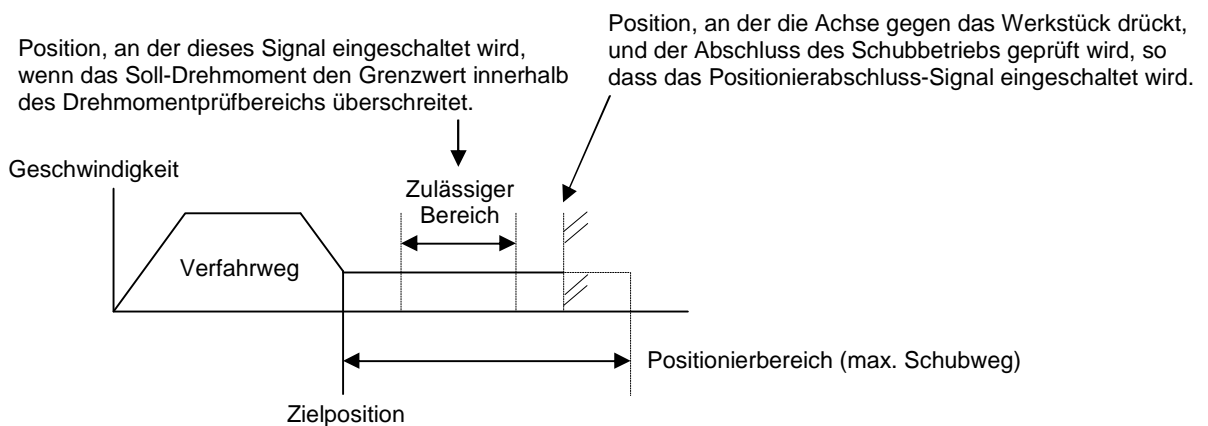 Position, an der dieses Signal eingeschaltet wird,
wenn das Soll-Drehmoment den Grenzwert innerhalb
des Drehmomentprüfbereichs überschreitet.
Position, an der die Achse gegen das Werkstück drückt,
und der Abschluss des Schubbetriebs geprüft wird, so
dass das Positionierabschluss-Signal eingeschaltet wird.
Geschwindigkeit
Zulässiger
Bereich
Verfahrweg
Positionierbereich (max. Schubweg)
Zielposition